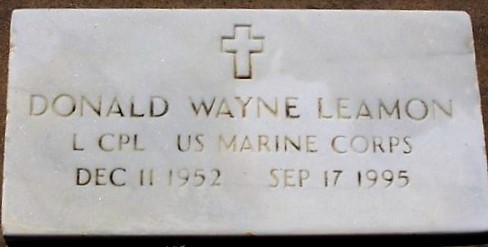 DONALD WAYNE LEAMON
L CPL US MARINE CORPS
DEC 11 1952 SEP 17 1995